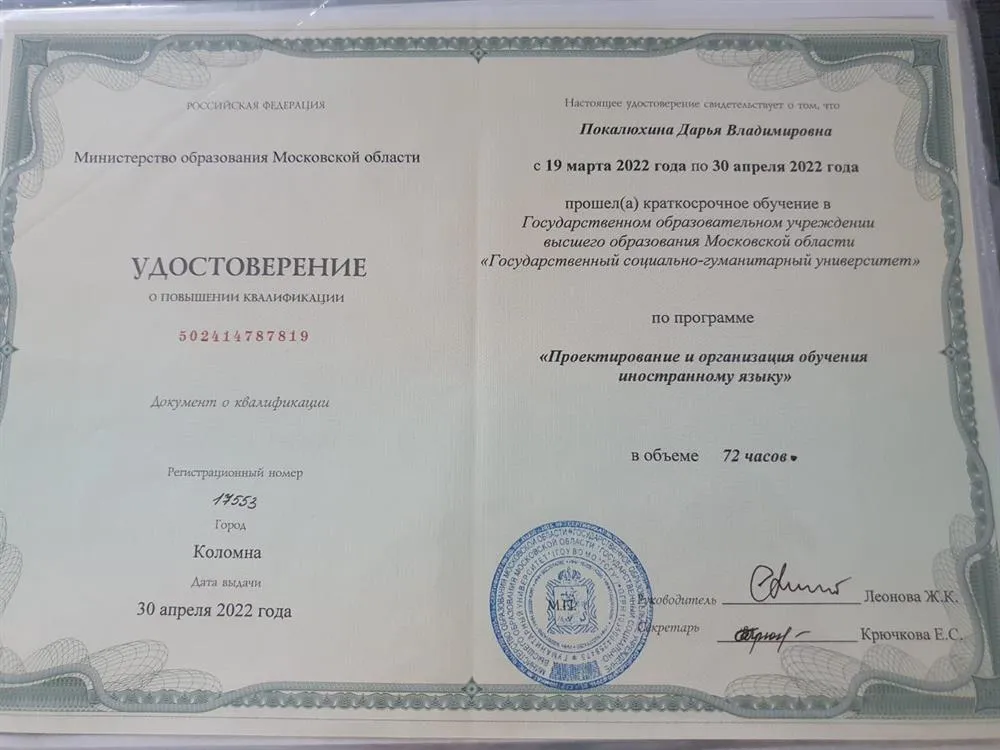 РОССИЙСКАЯ ФЕДЕРАЦИЯ
Министерство образования Московской области
УДОСТОВЕРЕНИЕ
О ПОВЫШЕНИИ КВАЛИФИКАЦИИ
502414787819
Документ о квалификации
Регистрационный номер
17553
Город
Коломна
Дата выдачи
30 апреля 2022 года
Настоящее удостоверение свидетельствует о том, что
Покалюхина Дарья Владимировна
с 19 марта 2022 года по 30 апреля 2022 года
прошел(а) краткосрочное обучение в
Государственном образовательном учреждении
высшего образования Московской области
«Государственный социально-гуманитарный университет»
по программе
«Проектирование и организация обучения
иностранному языку»
в объеме 72 часов
М.П.
Руководитель Леонова Ж.К.
Секретарь Крючкова Е.С.